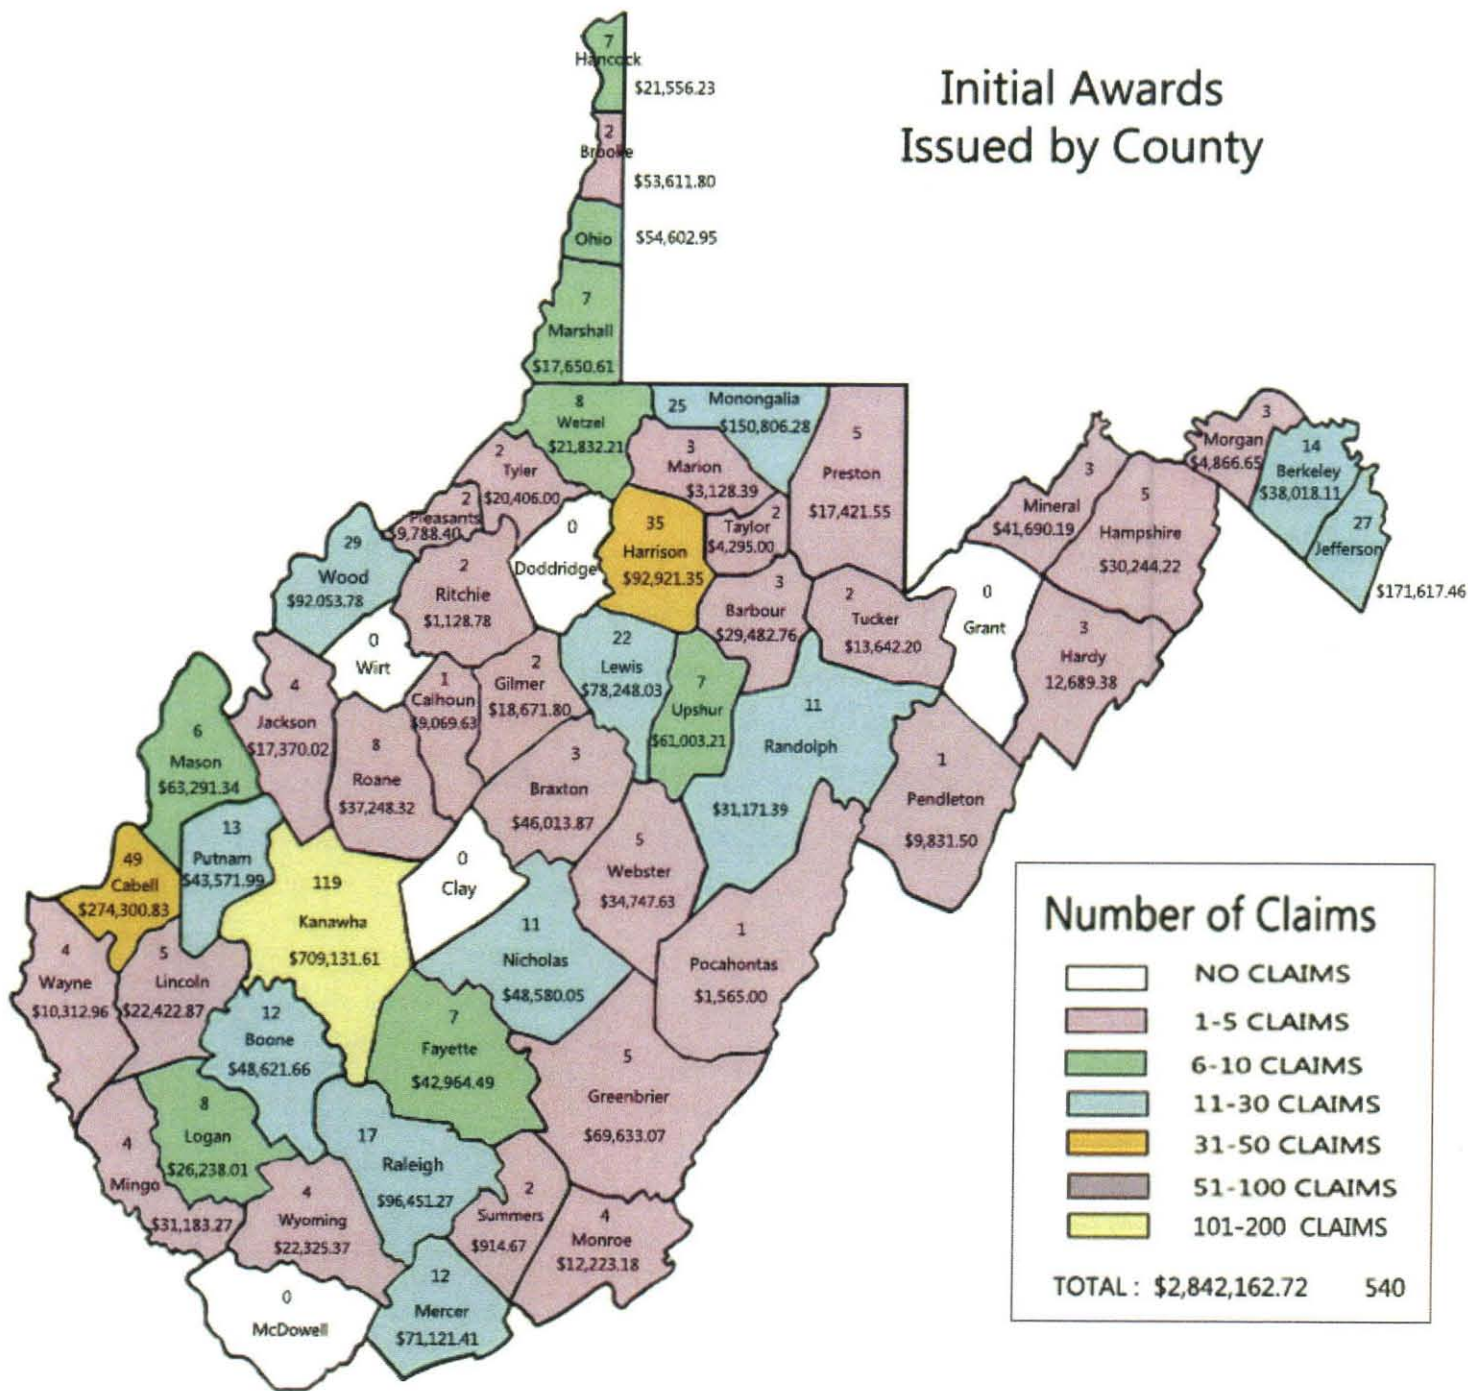 Initial Awards
Issued by County
7
Hancock
$21,556.23
2
Brooke
$53,611.80
Ohio
$54,602.95
7
Marshall
$17,650.61
8
Wetzel
$21,832.21
25
Monongalia
$150,806.28
3
Marion
$3,128.39
5
Preston
$17,421.55
2
Tyler
$20,406.00
2
Pleasants
$9,788.40
29
Wood
$92.053.78
2
Ritchie
$1,128.78
0
Doddridge
35
Harrison
$92,921.35
2
Taylor
$4,295.00
3
Barbour
$29,482.76
2
Tucker
$13,642.20
0
Grant
3
Mineral
$41,690.19
5
Hampshire
$30,244.22
3
Morgan
$4,866.65
14
Berkeley
$38,018.11
27
Jefferson
$171,617.46
3
Hardy
12,689.38
0
Wirt
4
Jackson
$17,370.02
1
Calhoun
$9,069.63
2
Gilmer
$18,671.80
22
Lewis
$78,248.03
7
Upshur
$61,003.21
11
Randolph
$31,171.39
1
Pendleton
$9,831.50
6
Mason
$63,291.34
8
Roane
$37,248.32
3
Braxton
$46,013.87
5
Webster
$34,747.63
13
Putnam
$43,571.99
49
Cabell
$274,300.83
119
Kanawha
$709,131.61
0
Clay
11
Nicholas
$48,580.05
1
Pocahontas
$1,565.00
4
Wayne
$10,312.96
5
Lincoln
$22,422.87
12
Boone
$48,621.66
7
Fayette
$42,964.49
5
Greenbrier
$69,633.07
8
Logan
$26,238.01
4
Mingo
$31,183.27
17
Raleigh
$96,451.27
4
Wyoming
$22,325.37
2
Summers
$914.67
4
Monroe
$12,223.18
0
McDowell
12
Mercer
$71,121.41
Number of Claims
NO CLAIMS
1-5 CLAIMS
6-10 CLAIMS
11-30 CLAIMS
31-50 CLAIMS
51-100 CLAIMS
101-200 CLAIMS
TOTAL: $2,842,162.72 540